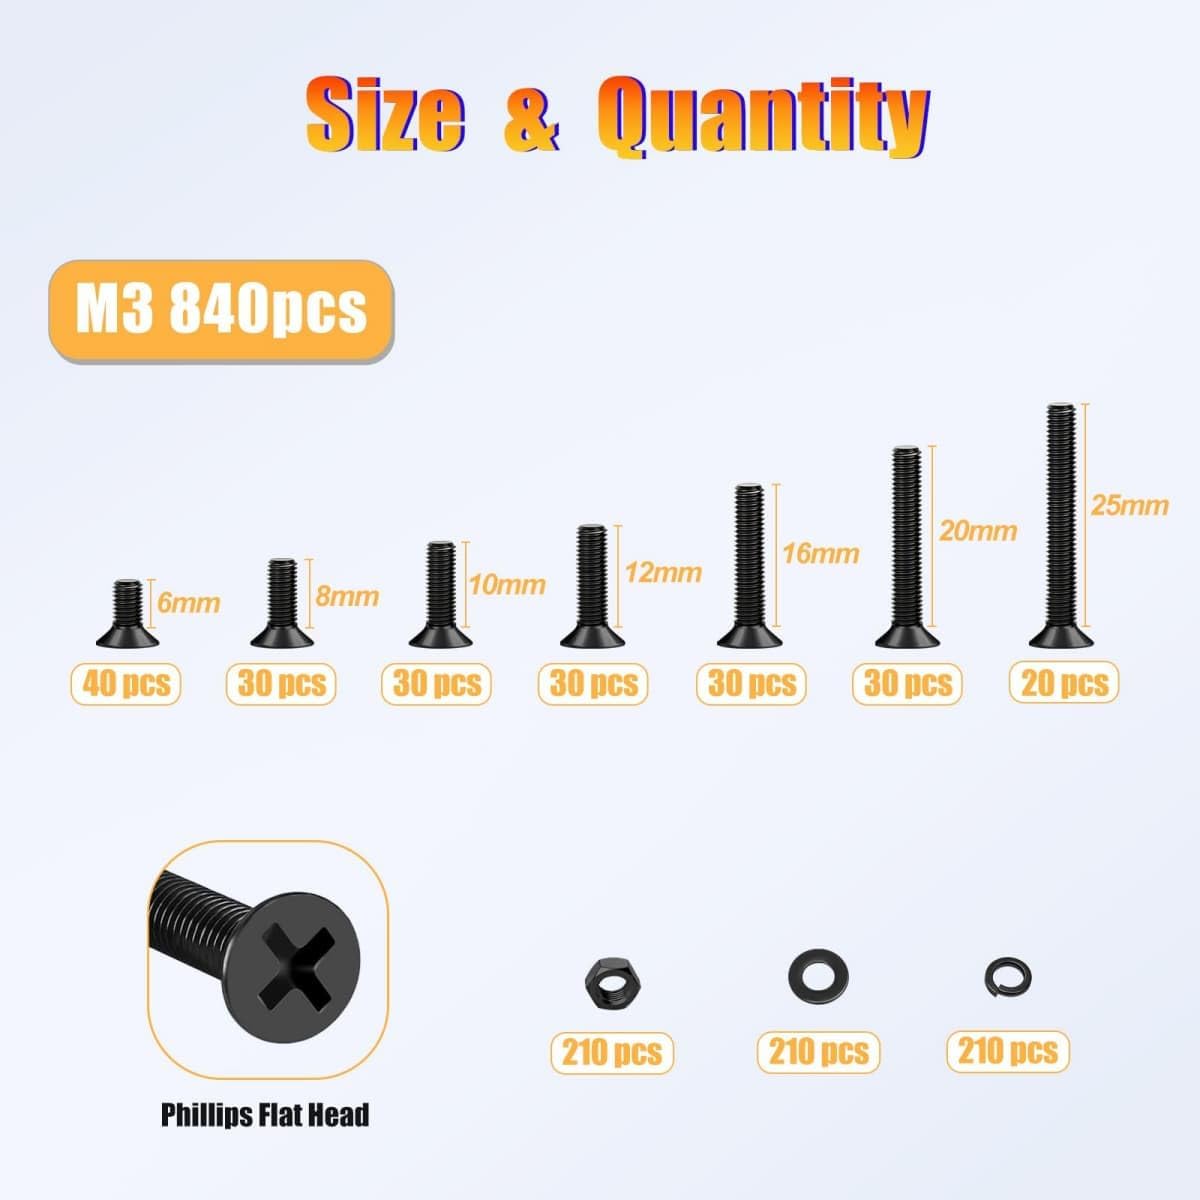 Size & Quantity
M3 840pcs
6mm
8mm
10mm
12mm
16mm
20mm
25mm
40 pcs
30 pcs
30 pcs
30 pcs
30 pcs
30 pcs
20 pcs
Phillips Flat Head
210 pcs
210 pcs
210 pcs